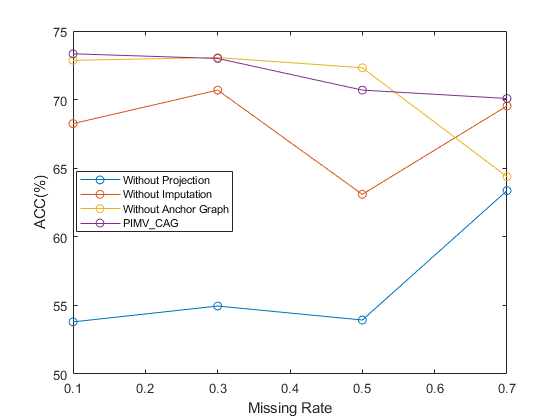 75
70
65
60
55
50
ACC(%)
Without Projection
Without Imputation
Without Anchor Graph
PIMV_CAG
0.1 0.2 0.3 0.4 0.5 0.6 0.7
Missing Rate